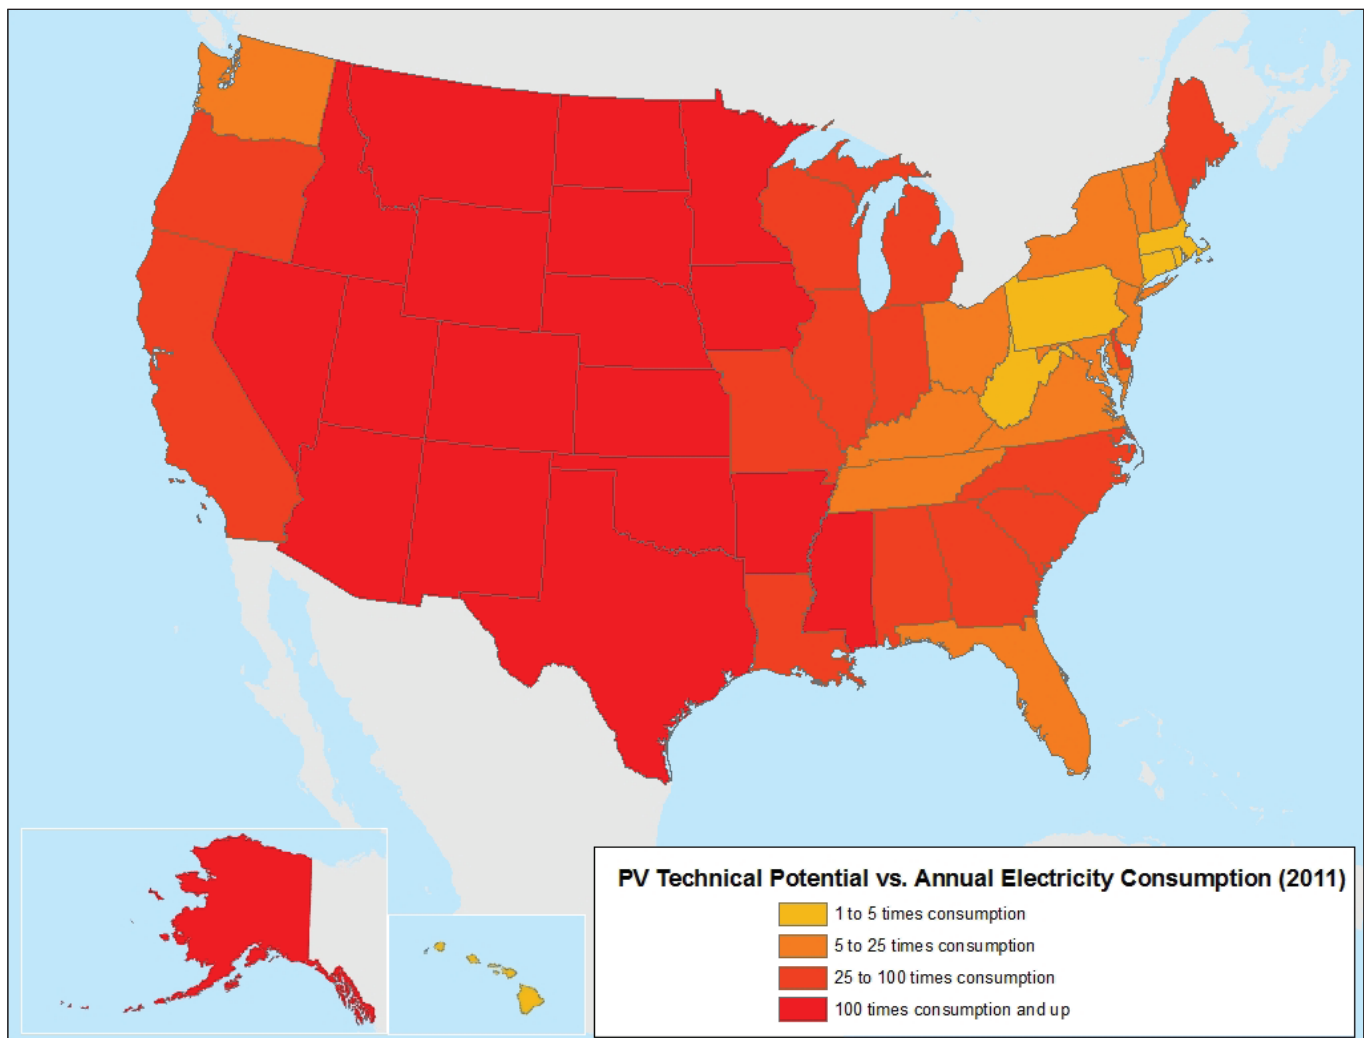 PV Technical Potential vs. Annual Electricity Consumption (2011)
1 to 5 times consumption
5 to 25 times consumption
25 to 100 times consumption
100 times consumption and up